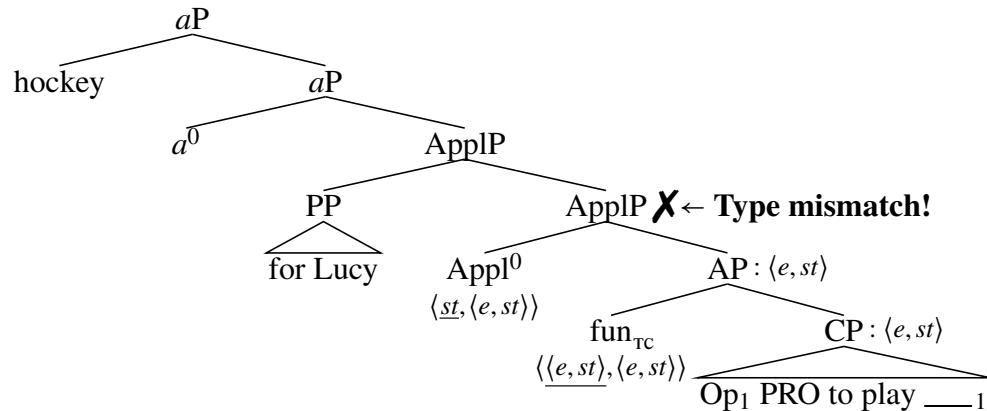 aP
hockey aP
a⁰ ApplP
PP ApplP ✗ ← Type mismatch!
for Lucy Appl⁰ AP : ⟨e, st⟩
⟨st, ⟨e, st⟩⟩
fun_TC CP : ⟨e, st⟩
⟨⟨e, st⟩, ⟨e, st⟩⟩
Op₁ PRO to play ___₁